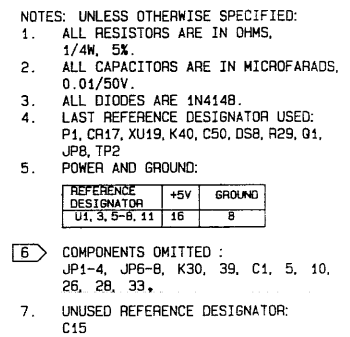 NOTES: UNLESS OTHERWISE SPECIFIED:
1. ALL RESISTORS ARE IN OHMS,
1/4W, 5%.
2. ALL CAPACITORS ARE IN MICROFARADS,
0.01/50V.
3. ALL DIODES ARE 1N4148.
4. LAST REFERENCE DESIGNATOR USED:
P1, CR17, XU19, K40, C50, DS8, R29, Q1,
JP8, TP2
5. POWER AND GROUND:
REFERENCE DESIGNATOR +5V GROUND
U1, 3, 5-8, 11 16 8
6 COMPONENTS OMITTED :
JP1-4, JP6-8, K30, 39, C1, 5, 10,
26, 28, 33,
7. UNUSED REFERENCE DESIGNATOR:
C15